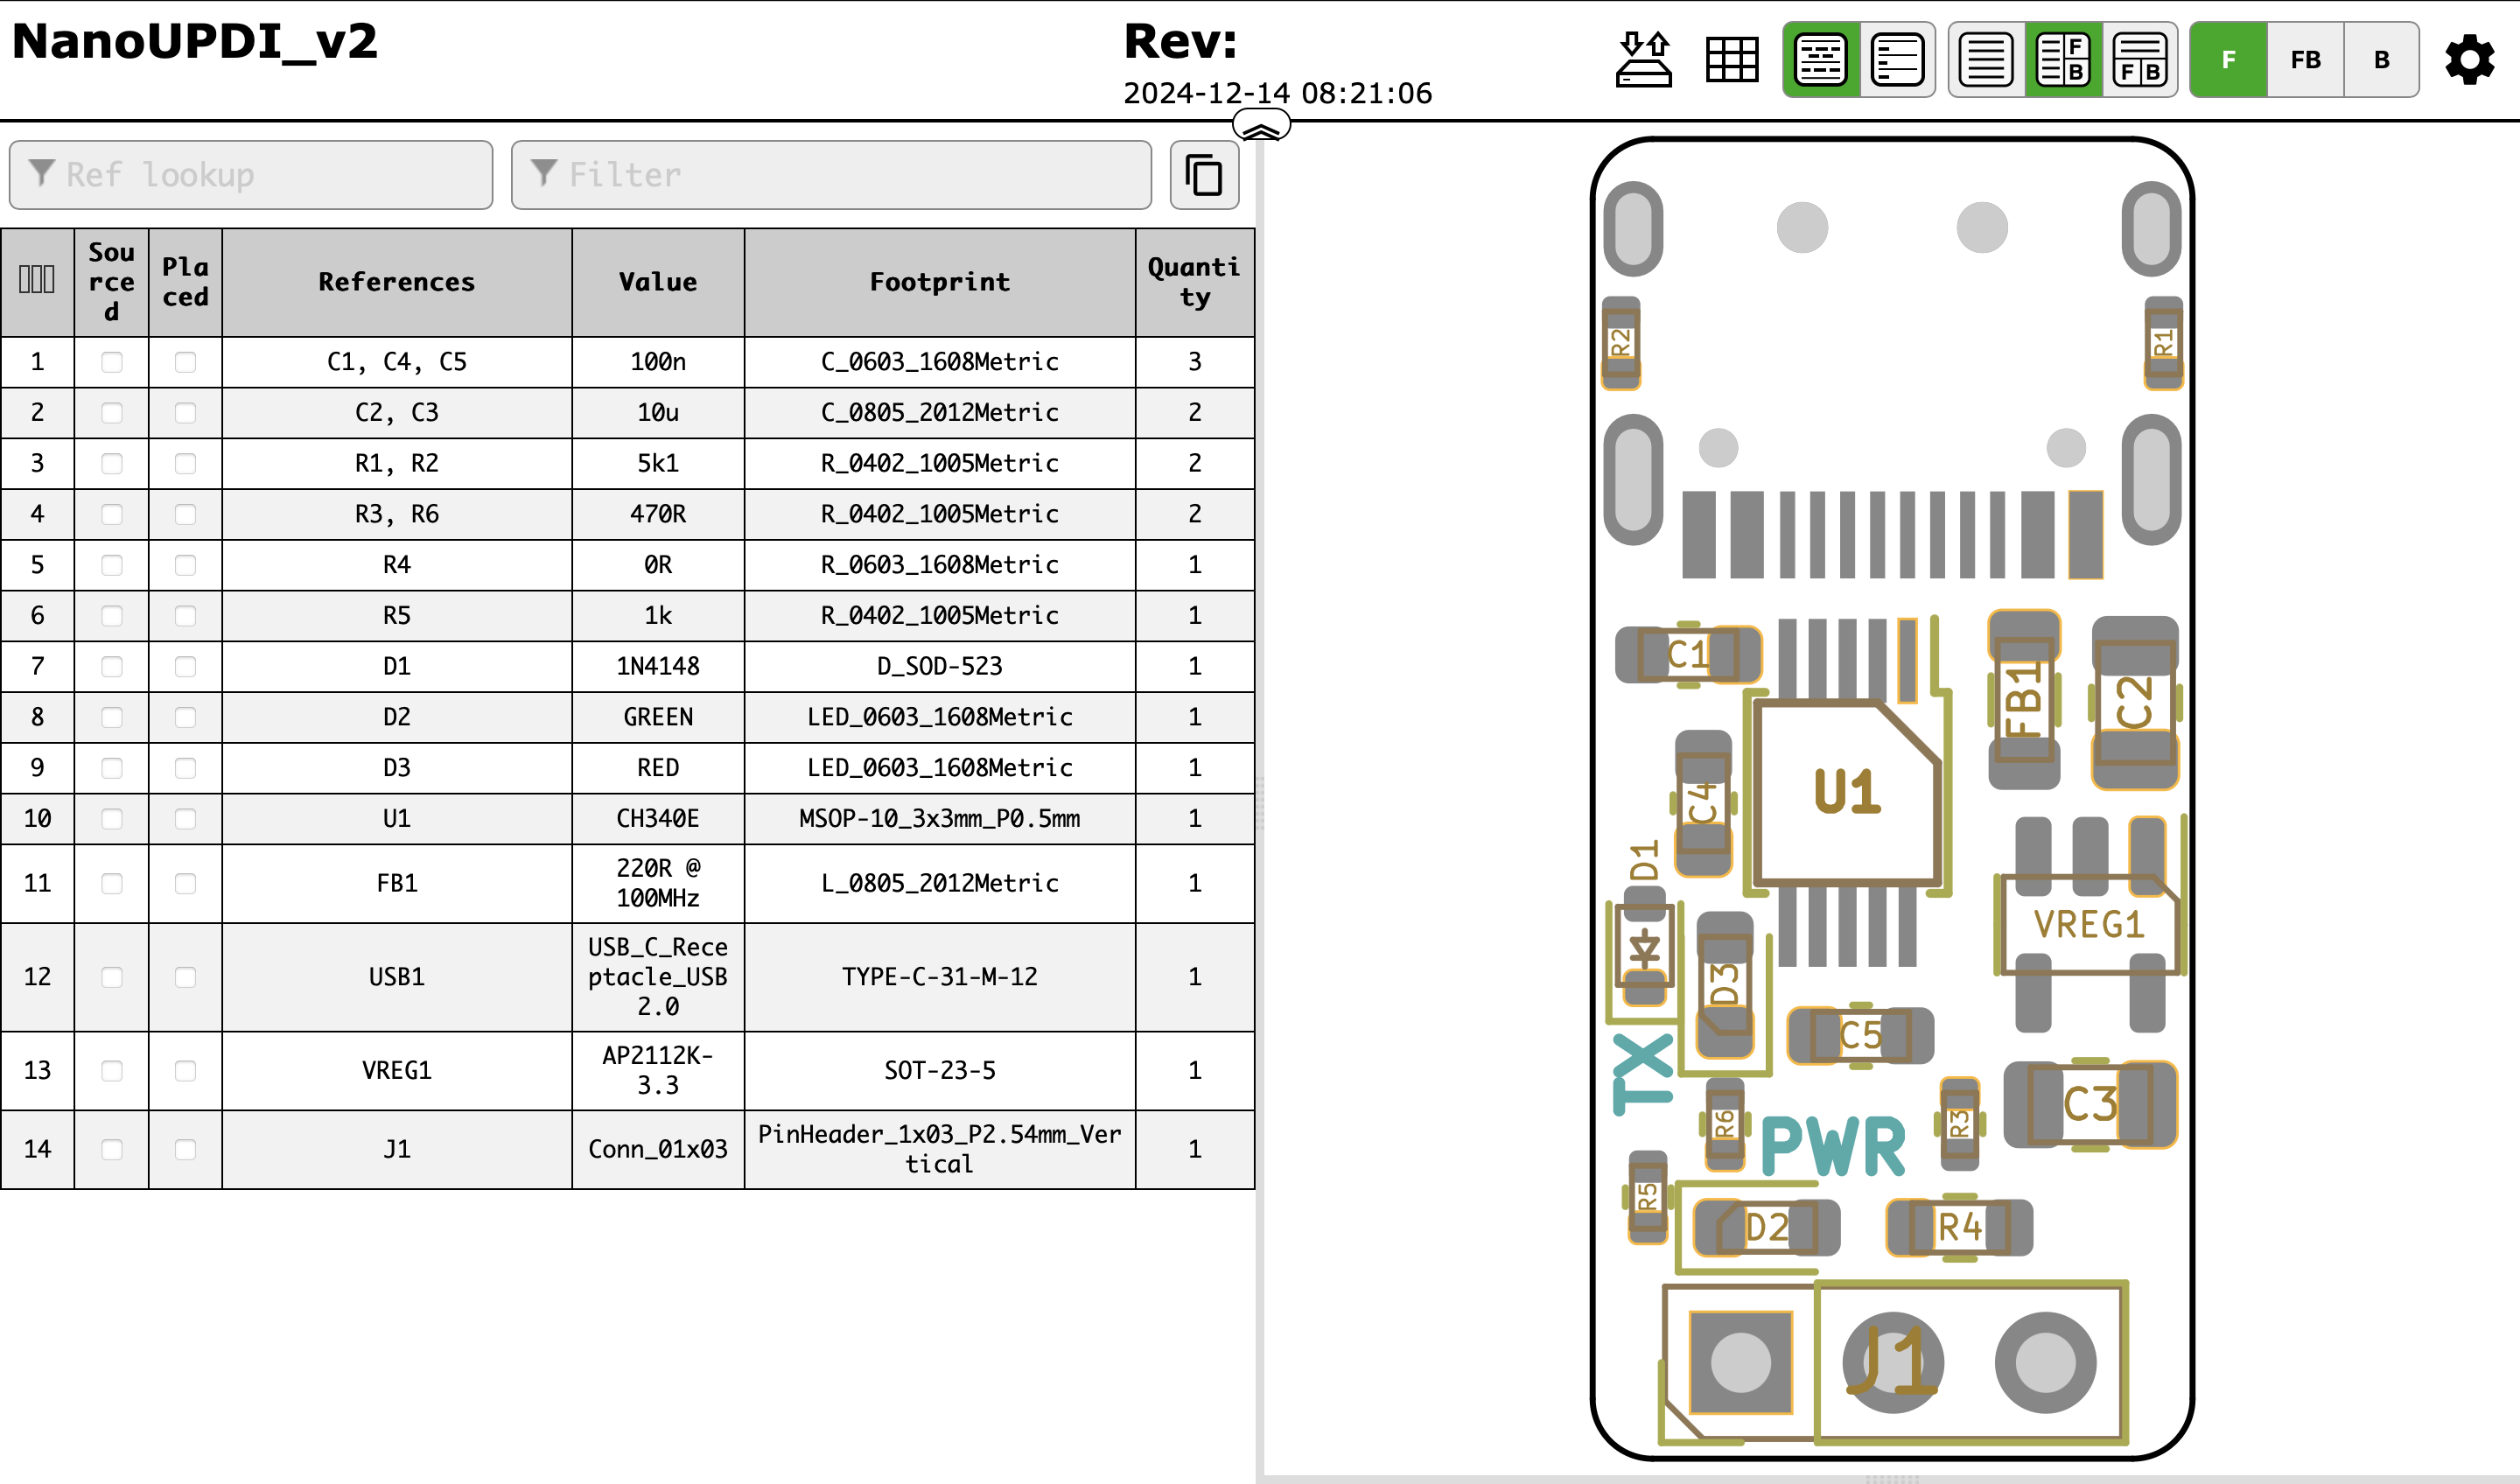 NanoUPDI_v2
Rev:
2024-12-14 08:21:06
F
B
F B
F
FB
B
Ref lookup
Filter
Sourced Placed References Value Footprint Quantity
1 C1, C4, C5 100n C_0603_1608Metric 3
2 C2, C3 10u C_0805_2012Metric 2
3 R1, R2 5k1 R_0402_1005Metric 2
4 R3, R6 470R R_0402_1005Metric 2
5 R4 0R R_0603_1608Metric 1
6 R5 1k R_0402_1005Metric 1
7 D1 1N4148 D_SOD-523 1
8 D2 GREEN LED_0603_1608Metric 1
9 D3 RED LED_0603_1608Metric 1
10 U1 CH340E MSOP-10_3x3mm_P0.5mm 1
11 FB1 220R @ 100MHz L_0805_2012Metric 1
12 USB1 USB_C_Receptacle_USB2.0 TYPE-C-31-M-12 1
13 VREG1 AP2112K-3.3 SOT-23-5 1
14 J1 Conn_01x03 PinHeader_1x03_P2.54mm_Vertical 1
R2
R1
C1
FB1
C2
C4
U1
D1
VREG1
D3
C5
TX
R6
PWR
R3
C3
R5
D2
R4
J1